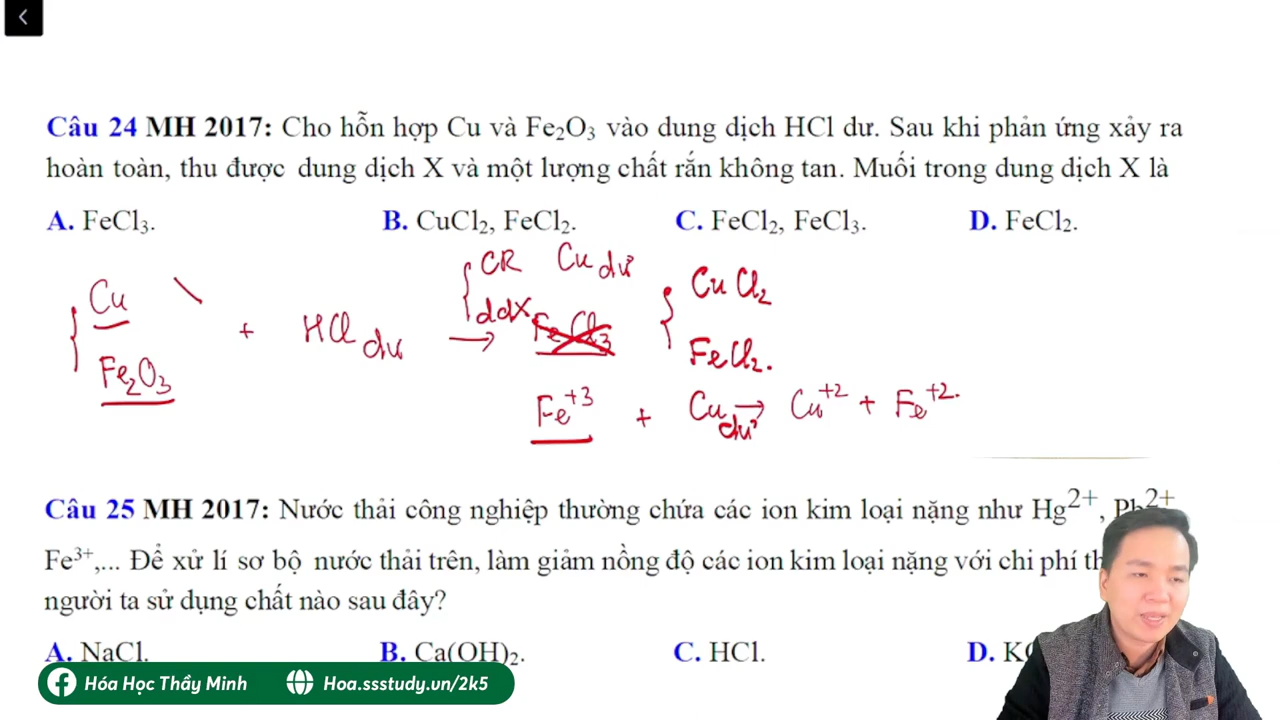 Câu 24 MH 2017: Cho hỗn hợp Cu và Fe₂O₃ vào dung dịch HCl dư. Sau khi phản ứng xảy ra
hoàn toàn, thu được dung dịch X và một lượng chất rắn không tan. Muối trong dung dịch X là
A. FeCl₃. B. CuCl₂, FeCl₂. C. FeCl₂, FeCl₃. D. FeCl₂.
CR Cu dư CuCl₂
Cu
+ HCl dư → ddX FeCl₃
Fe₂O₃ FeCl₂.
Fe⁺³ + Cu dư → Cu⁺² + Fe⁺².
Câu 25 MH 2017: Nước thải công nghiệp thường chứa các ion kim loại nặng như Hg²⁺, Pb²⁺
Fe³⁺,... Để xử lí sơ bộ nước thải trên, làm giảm nồng độ các ion kim loại nặng với chi phí
người ta sử dụng chất nào sau đây?
A. NaCl. B. Ca(OH)₂. C. HCl. D.
Hóa Học Thầy Minh Hoa.ssstudy.vn/2k5